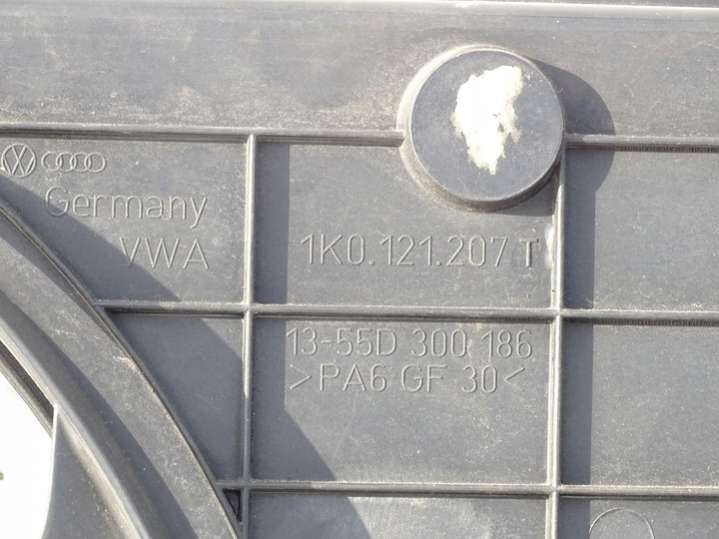 Germany
VWA
1K0.121.207 T
13-55D 300 186
>PA6 GF 30<